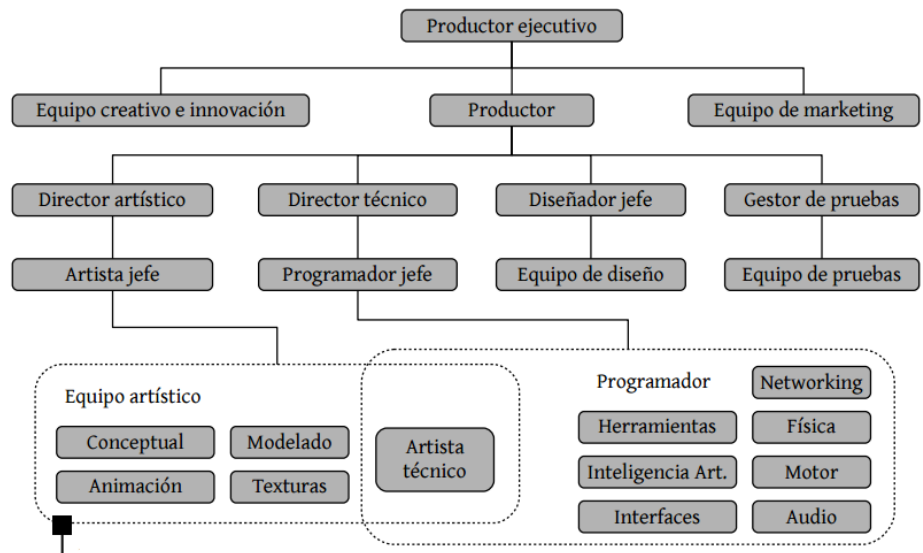 Productor ejecutivo
Equipo creativo e innovación
Productor
Equipo de marketing
Director artístico
Director técnico
Diseñador jefe
Gestor de pruebas
Artista jefe
Programador jefe
Equipo de diseño
Equipo de pruebas
Equipo artístico
Conceptual
Modelado
Animación
Texturas
Artista
técnico
Programador
Networking
Herramientas
Física
Inteligencia Art.
Motor
Interfaces
Audio